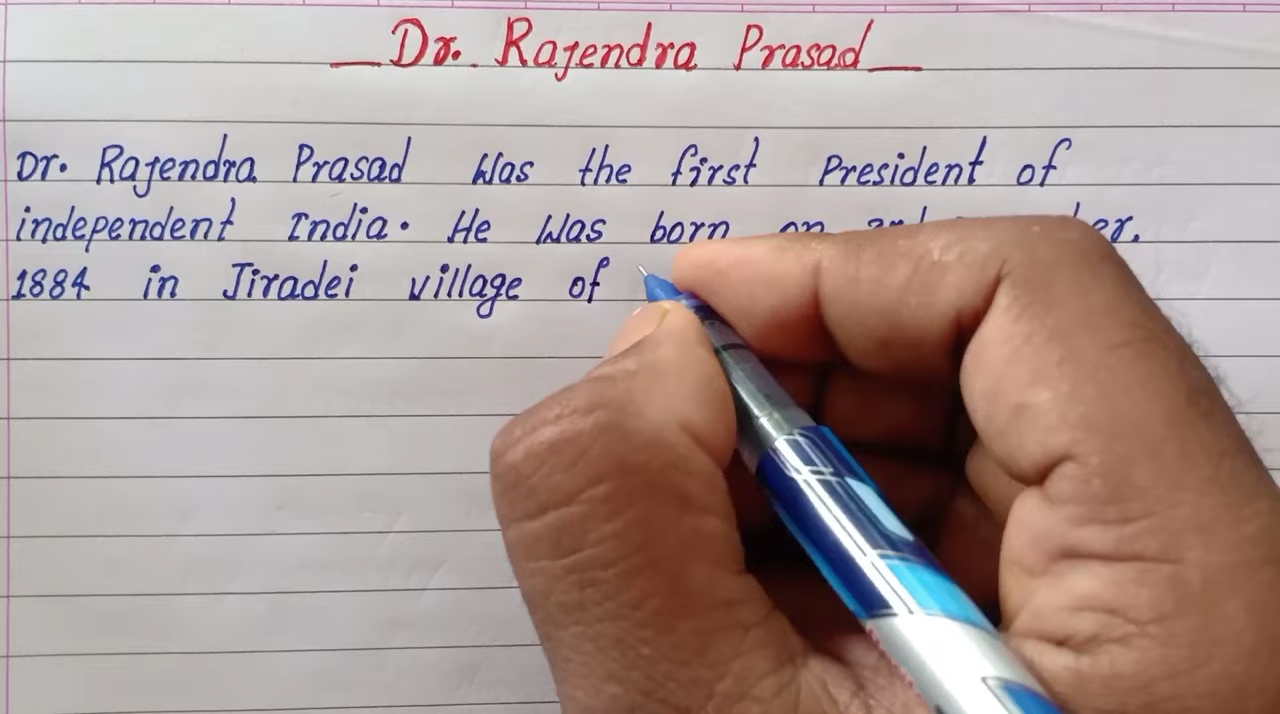 Dr. Rajendra Prasad
Dr. Rajendra Prasad was the first President of
independent India. He was born on
1884 in Jiradei village of